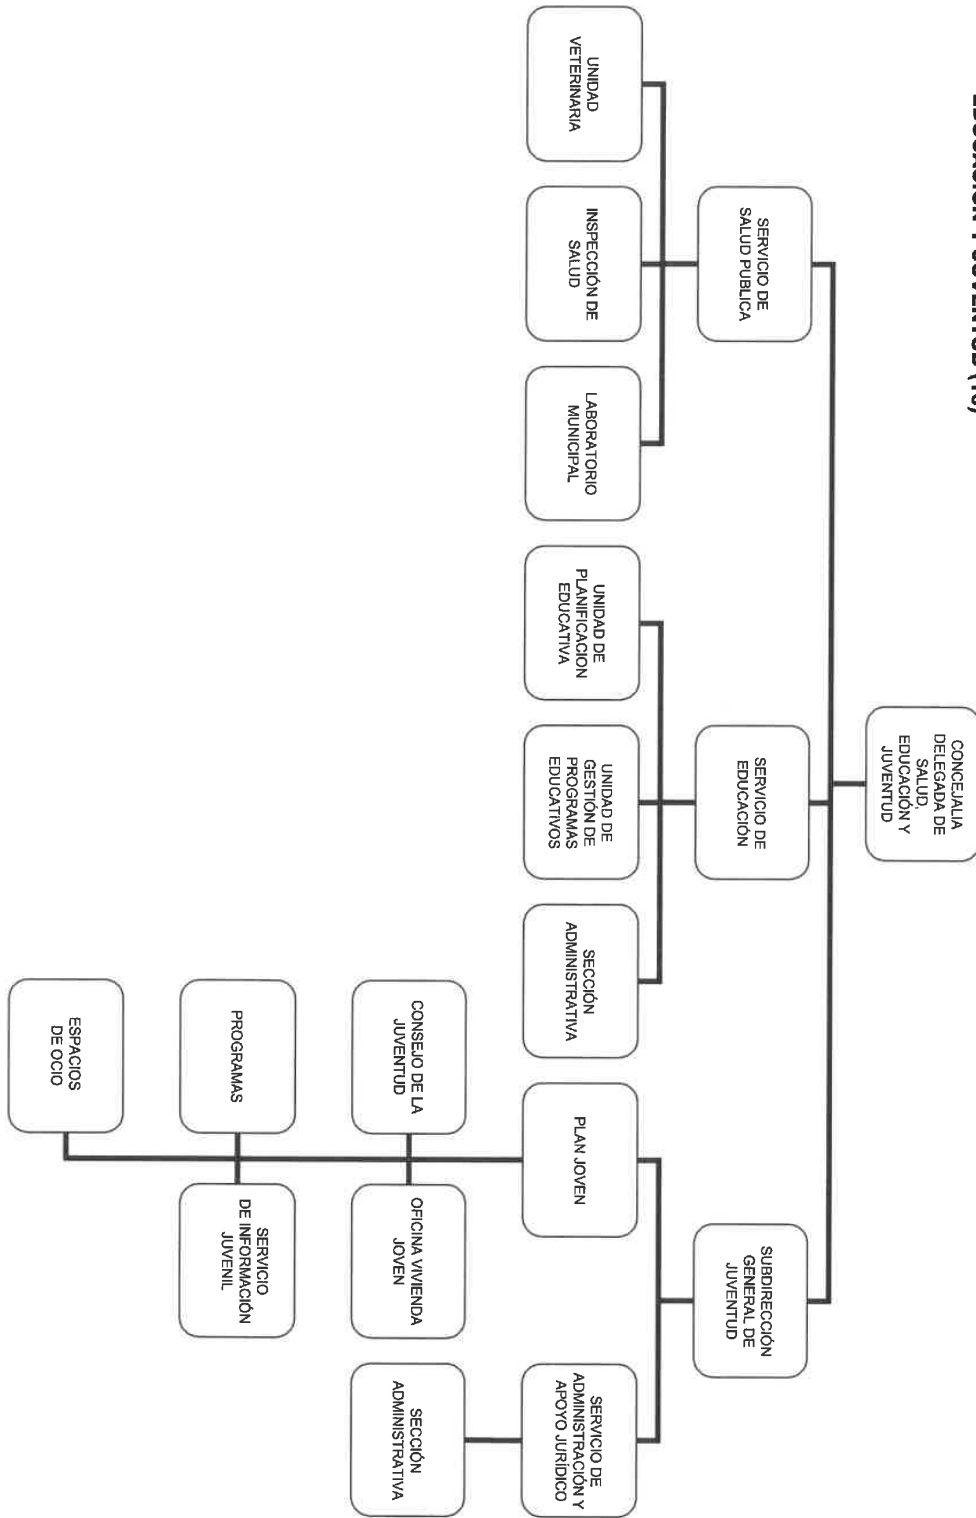 EDUCACIÓN Y JUVENTUD
CONCEJALIA
DELEGADA DE
SALUD,
EDUCACIÓN Y
JUVENTUD
SERVICIO DE
SALUD PUBLICA
SERVICIO DE
EDUCACIÓN
SUBDIRECCIÓN
GENERAL DE
JUVENTUD
UNIDAD
VETERINARIA
INSPECCIÓN DE
SALUD
LABORATORIO
MUNICIPAL
UNIDAD DE
PLANIFICACION
EDUCATIVA
UNIDAD DE
GESTIÓN DE
PROGRAMAS
EDUCATIVOS
SECCIÓN
ADMINISTRATIVA
PLAN JOVEN
SERVICIO DE
ADMINISTRACIÓN Y
APOYO JURÍDICO
CONSEJO DE LA
JUVENTUD
OFICINA VIVIENDA
JOVEN
SECCIÓN
ADMINISTRATIVA
PROGRAMAS
SERVICIO
DE INFORMACIÓN
JUVENIL
ESPACIOS
DE OCIO